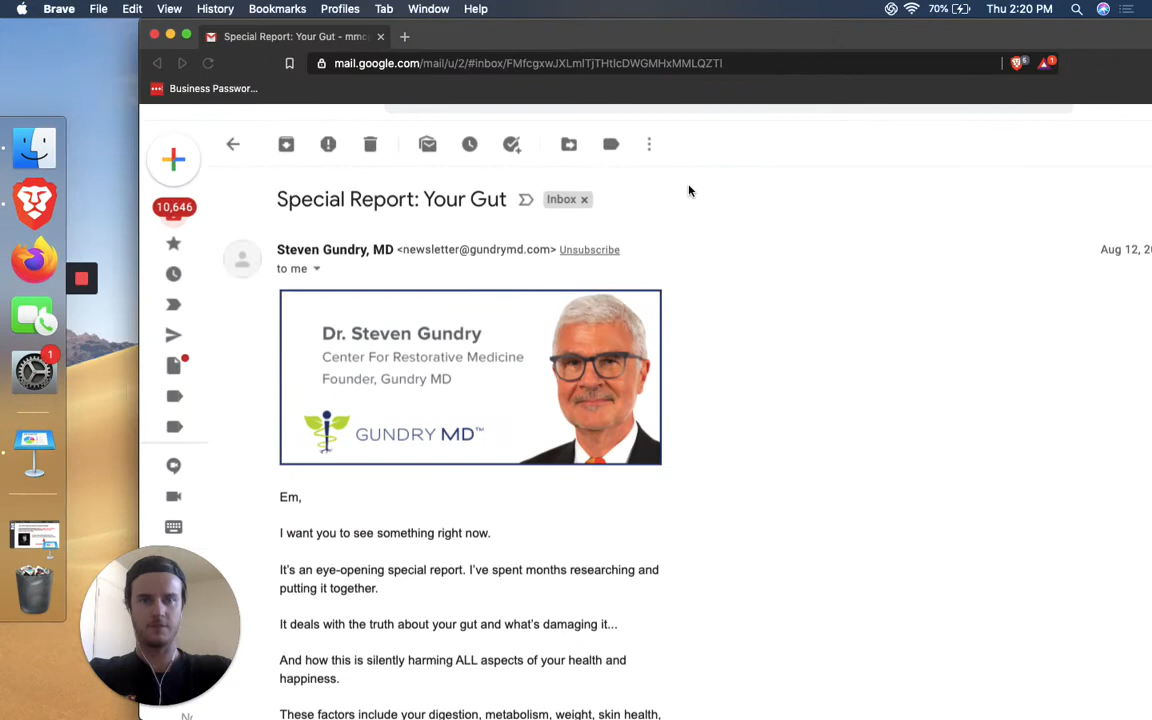 Brave File Edit View History Bookmarks Profiles Tab Window Help 70% Thu 2:20 PM
Special Report: Your Gut - mmc
mail.google.com/mail/u/2/#inbox/FMfcgxwJXLmlTjTHtlcDWGMHxMMLQZTl
6 1
Business Passwor...
10,646
Special Report: Your Gut Inbox
Steven Gundry, MD <newsletter@gundrymd.com> Unsubscribe
Aug 12, 2
to me
Dr. Steven Gundry
Center For Restorative Medicine
Founder, Gundry MD
GUNDRY MD™
1
Em,
I want you to see something right now.
It's an eye-opening special report. I've spent months researching and
putting it together.
It deals with the truth about your gut and what's damaging it...
And how this is silently harming ALL aspects of your health and
happiness.
These factors include your digestion, metabolism, weight, skin health,